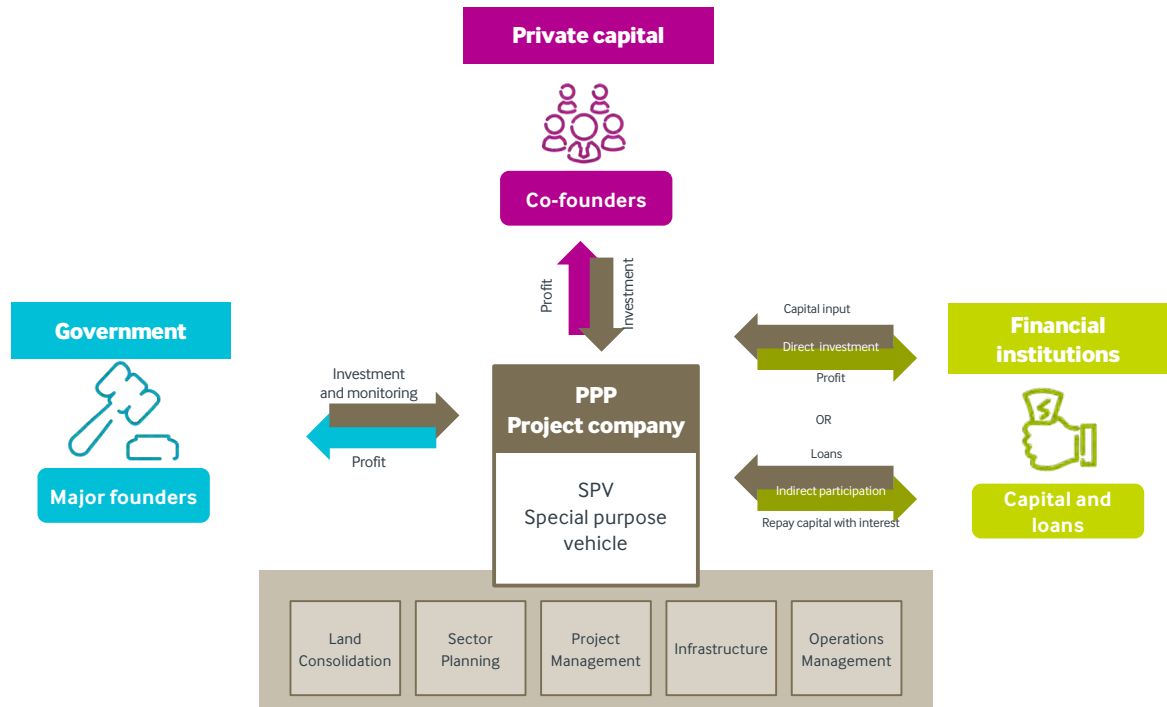 Private capital
Co-founders
Profit
Investment
Government
Major founders
Investment
and monitoring
Profit
PPP
Project company
SPV
Special purpose
vehicle
Capital input
Direct investment
Profit
OR
Loans
Indirect participation
Repay capital with interest
Financial
institutions
Capital and
loans
Land
Consolidation
Sector
Planning
Project
Management
Infrastructure
Operations
Management